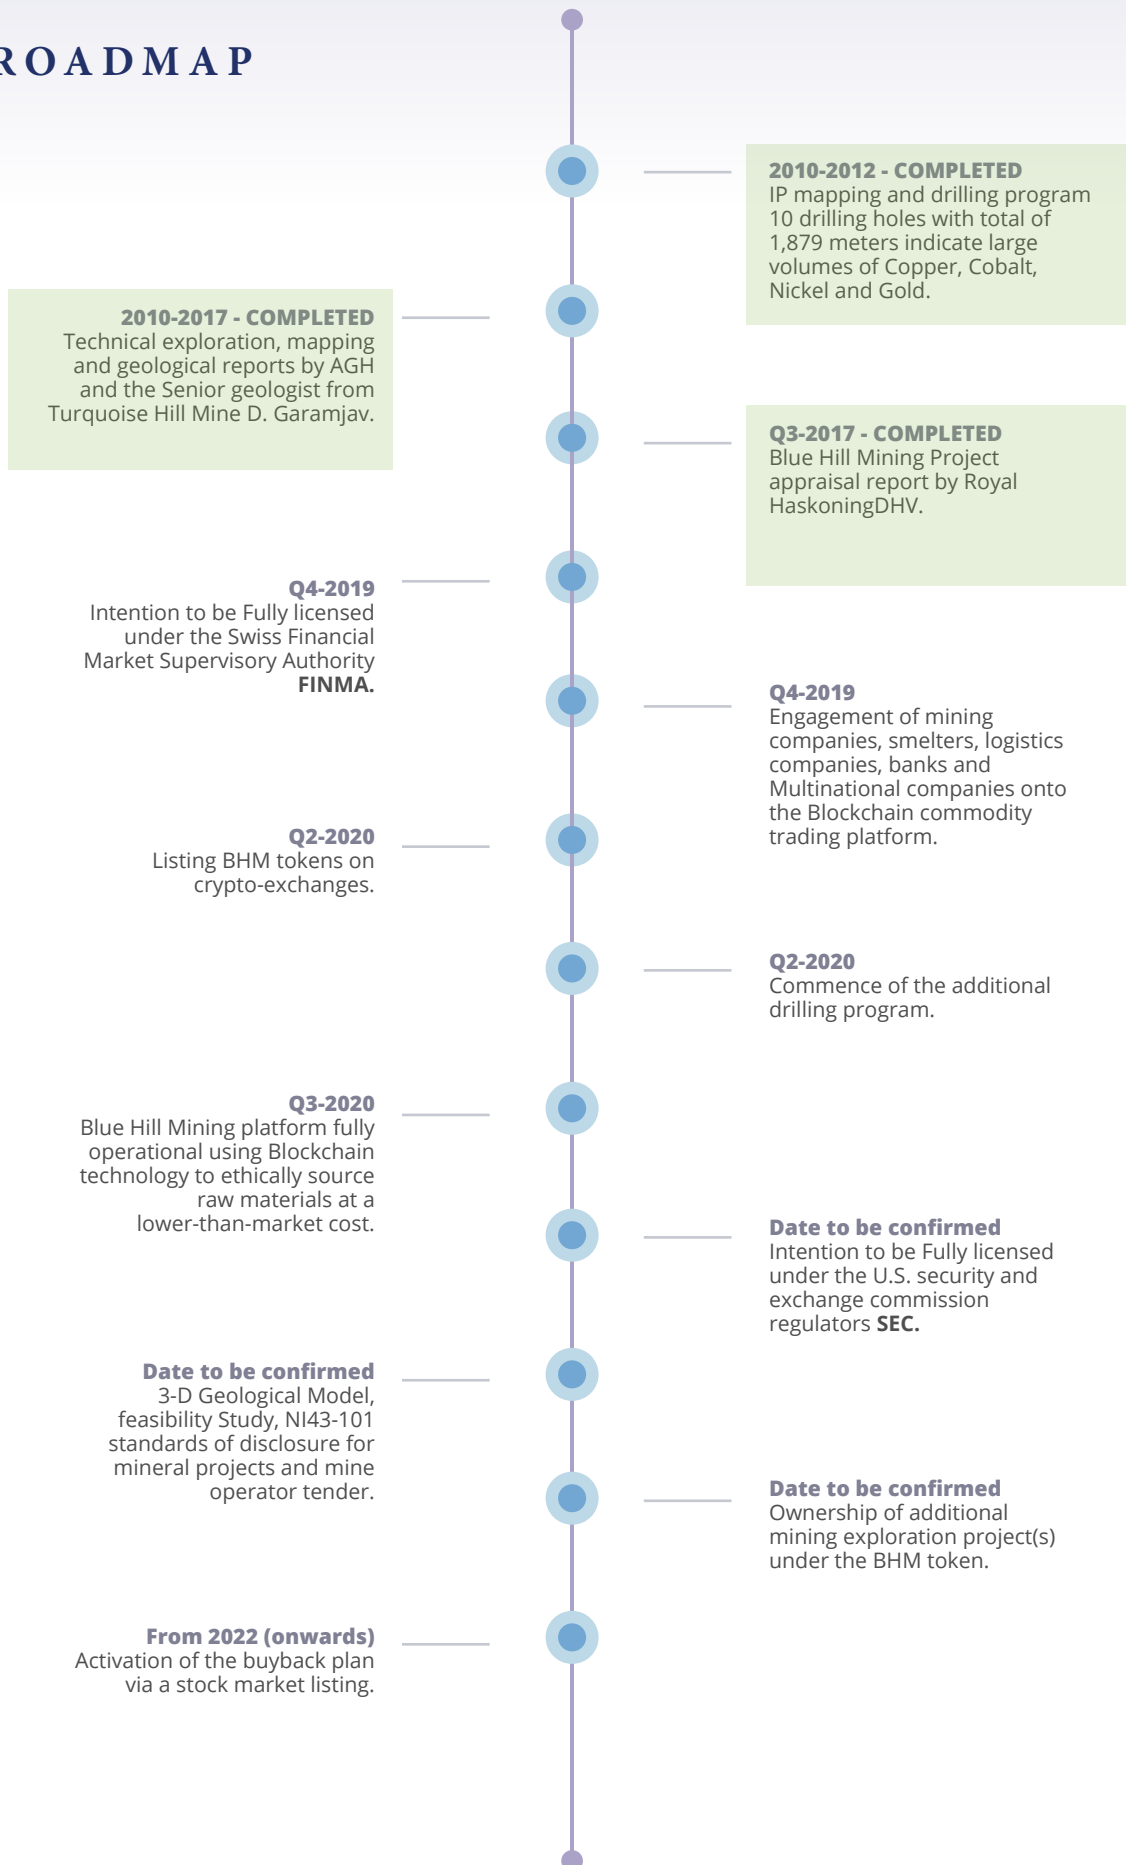 ROADMAP
2010-2012 - COMPLETED
IP mapping and drilling program
10 drilling holes with total of
1,879 meters indicate large
volumes of Copper, Cobalt,
Nickel and Gold.
2010-2017 - COMPLETED
Technical exploration, mapping
and geological reports by AGH
and the Senior geologist from
Turquoise Hill Mine D. Garamjav.
Q3-2017 - COMPLETED
Blue Hill Mining Project
appraisal report by Royal
HaskoningDHV.
Q4-2019
Intention to be Fully licensed
under the Swiss Financial
Market Supervisory Authority
FINMA.
Q4-2019
Engagement of mining
companies, smelters, logistics
companies, banks and
Multinational companies onto
the Blockchain commodity
trading platform.
Q2-2020
Listing BHM tokens on
crypto-exchanges.
Q2-2020
Commence of the additional
drilling program.
Q3-2020
Blue Hill Mining platform fully
operational using Blockchain
technology to ethically source
raw materials at a
lower-than-market cost.
Date to be confirmed
Intention to be Fully licensed
under the U.S. security and
exchange commission
regulators SEC.
Date to be confirmed
3-D Geological Model,
feasibility Study, NI43-101
standards of disclosure for
mineral projects and mine
operator tender.
Date to be confirmed
Ownership of additional
mining exploration project(s)
under the BHM token.
From 2022 (onwards)
Activation of the buyback plan
via a stock market listing.